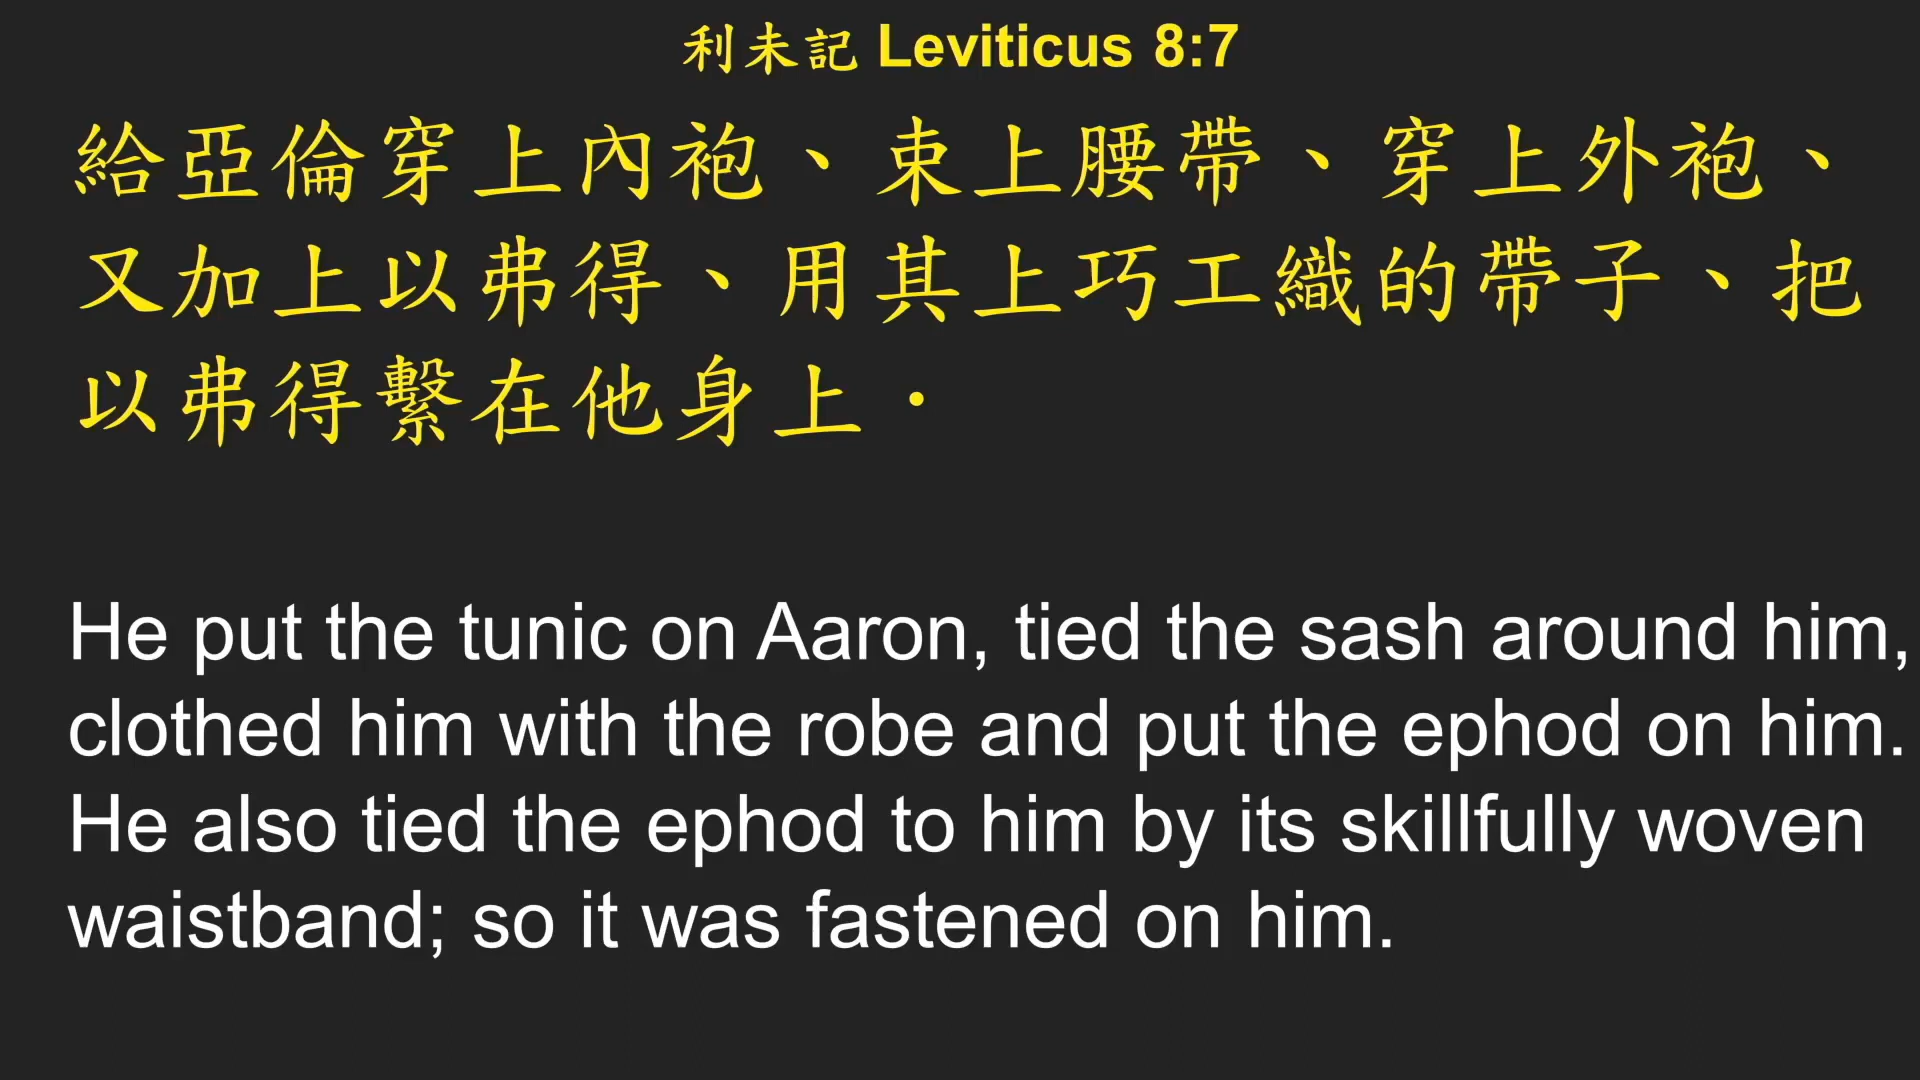 利未記 Leviticus 8:7
給亞倫穿上內袍、束上腰帶、穿上外袍、
又加上以弗得、用其上巧工織的帶子、把
以弗得繫在他身上．
He put the tunic on Aaron, tied the sash around him,
clothed him with the robe and put the ephod on him.
He also tied the ephod to him by its skillfully woven
waistband; so it was fastened on him.